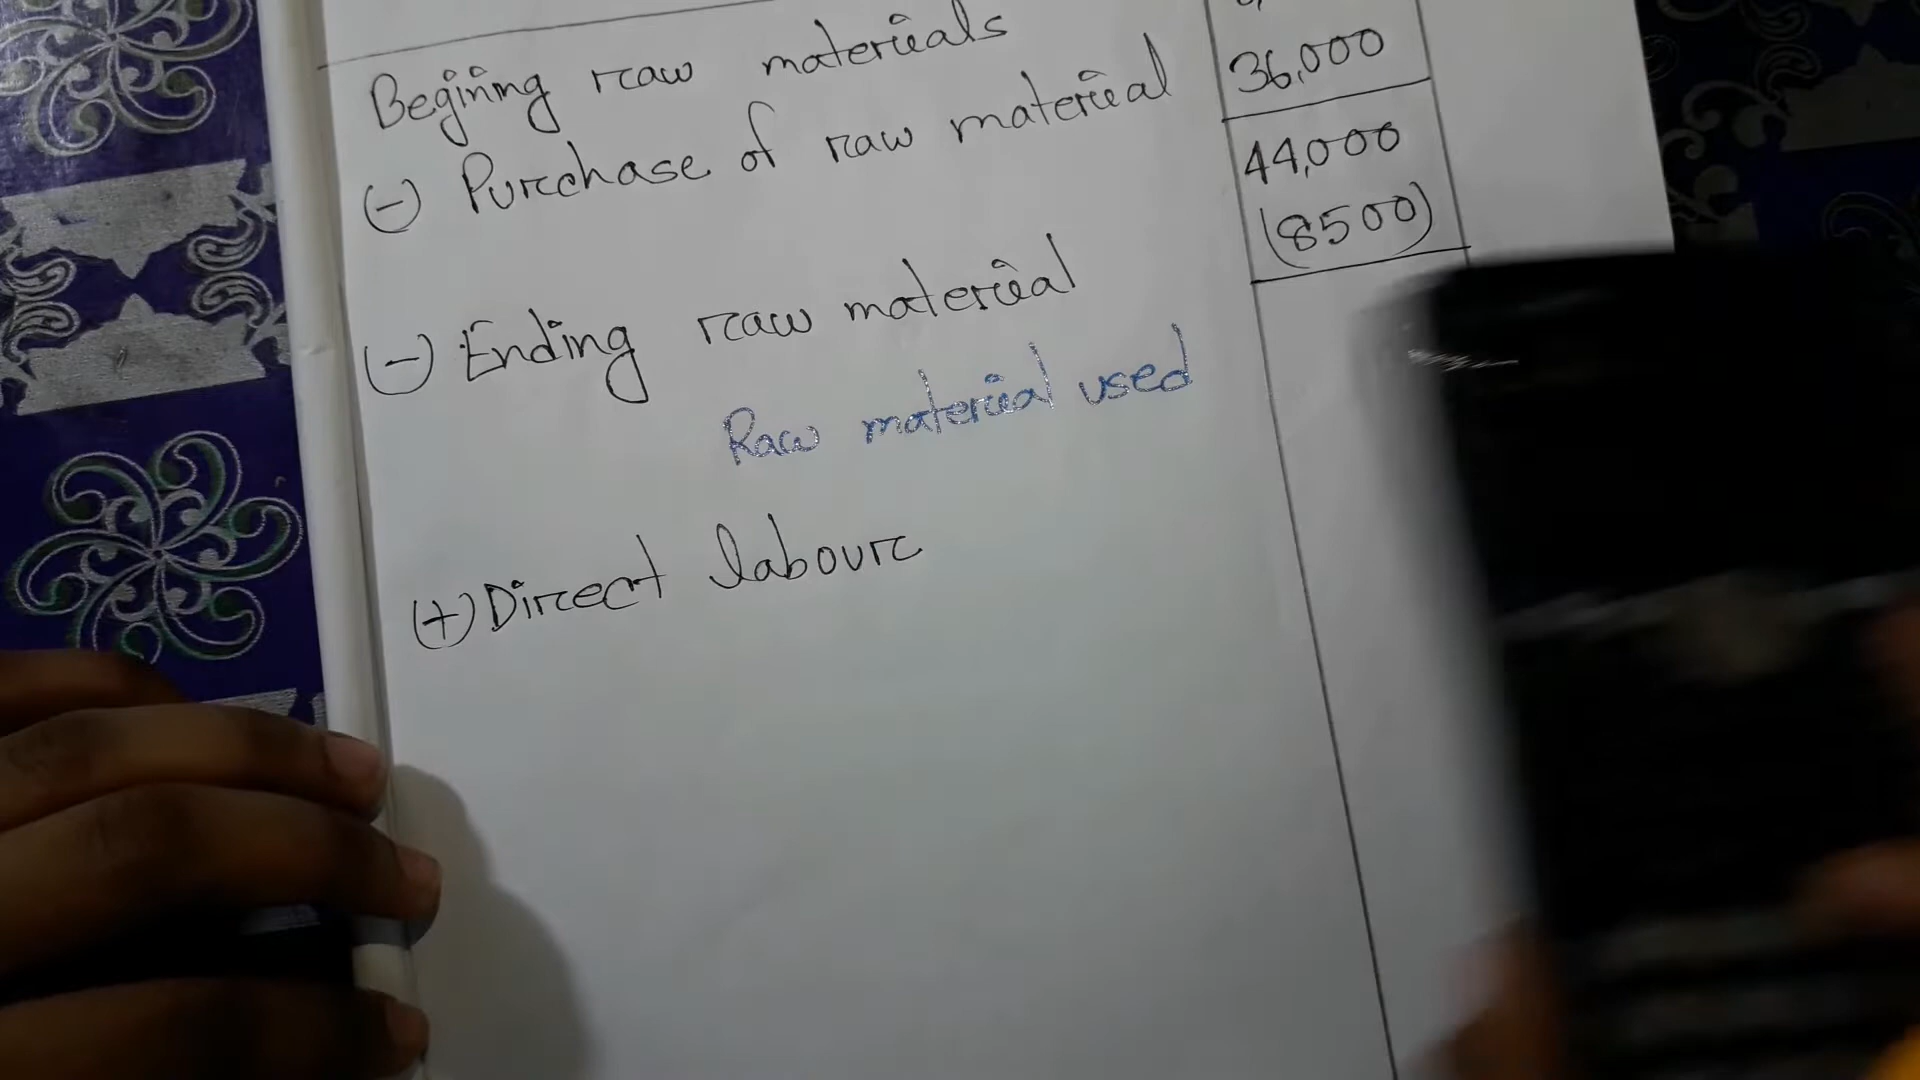 Begining raw materials
(-) Purchase of raw material 36,000
44,000
(-) Ending raw material (8500)
Raw material used
(+) Direct labour